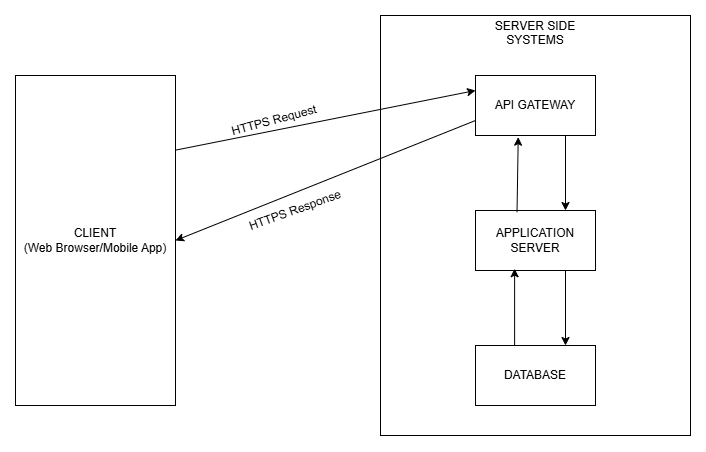 SERVER SIDE
SYSTEMS
API GATEWAY
HTTPS Request
HTTPS Response
CLIENT
(Web Browser/Mobile App)
APPLICATION
SERVER
DATABASE